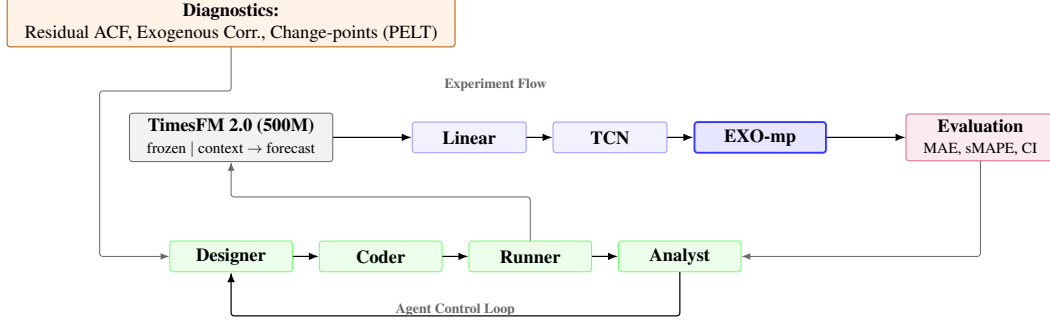 Diagnostics:
Residual ACF, Exogenous Corr., Change-points (PELT)
Experiment Flow
TimesFM 2.0 (500M)
frozen | context → forecast
Linear
TCN
EXO-mp
Evaluation
MAE, sMAPE, CI
Designer
Coder
Runner
Analyst
Agent Control Loop